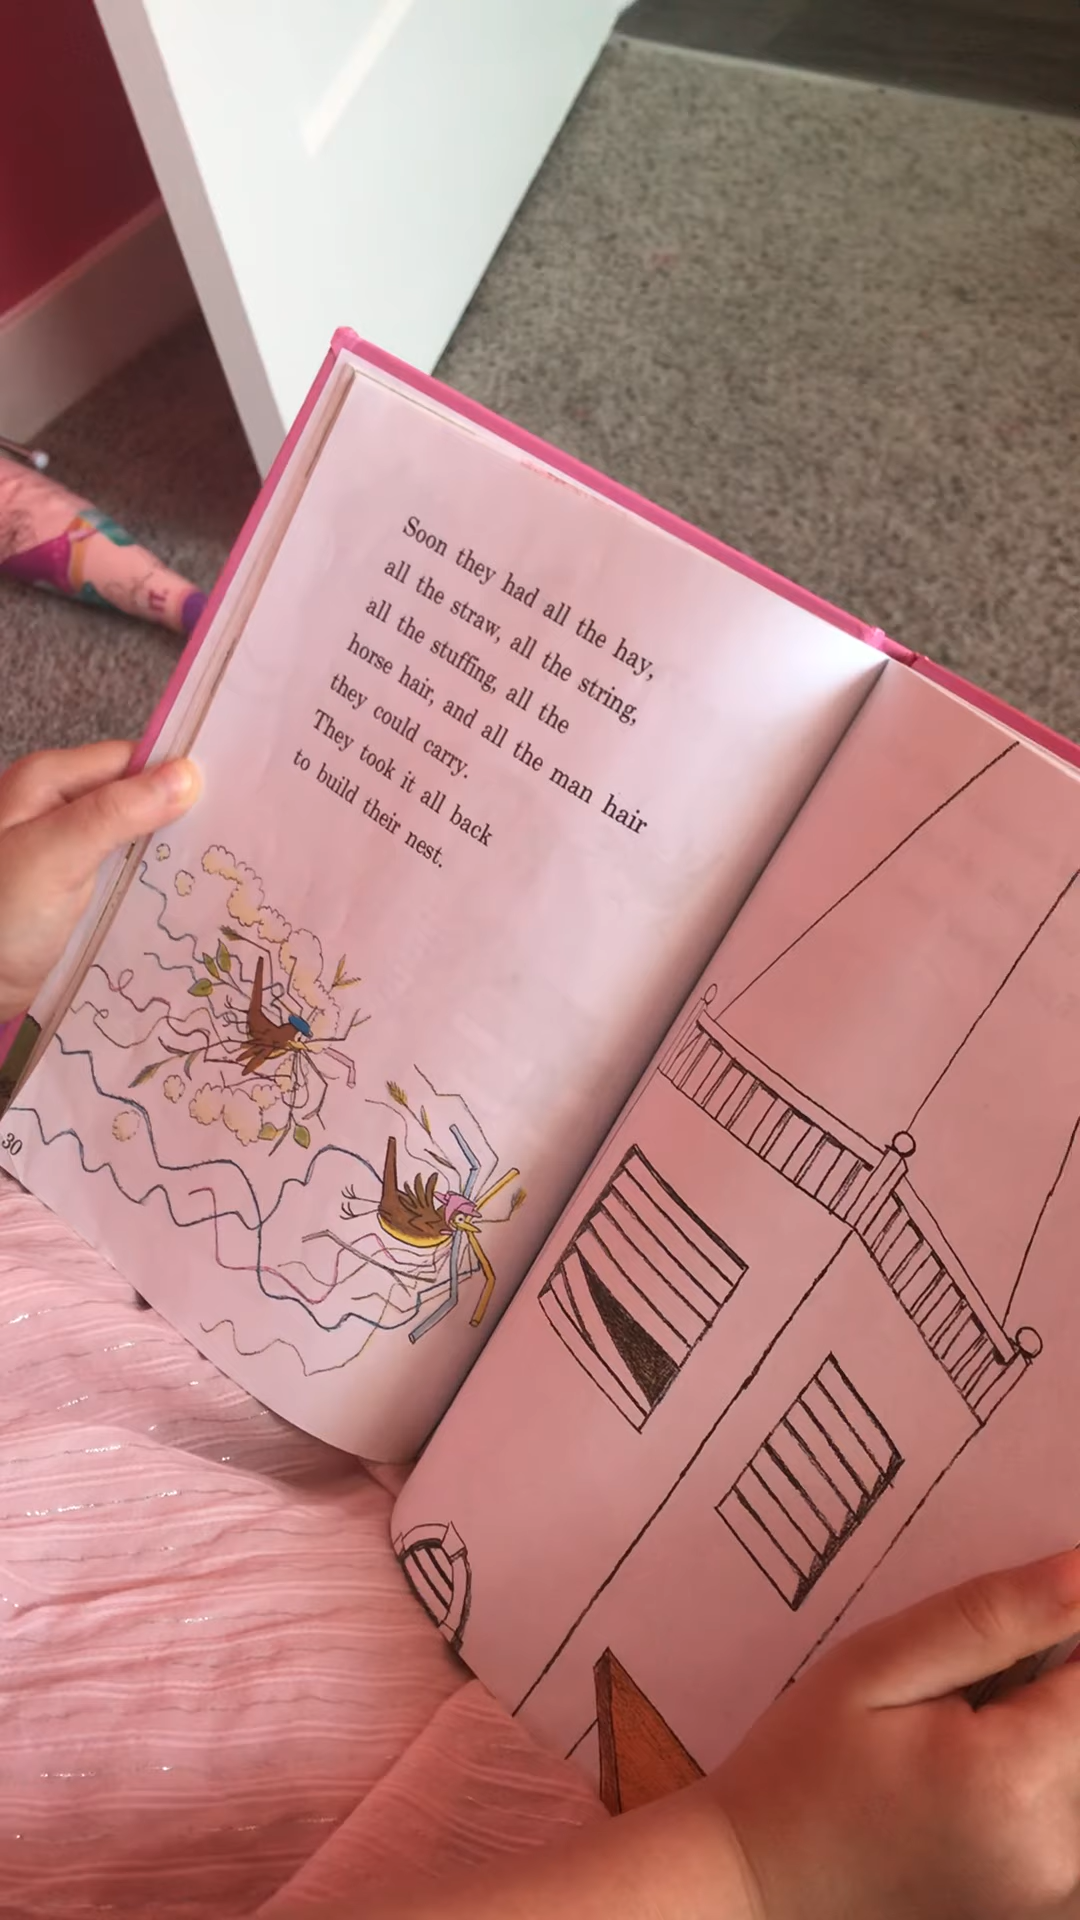 Soon they had all the hay,
all the straw, all the string,
all the stuffing, all the
horse hair, and all the man hair
they could carry.
They took it all back
to build their nest.
30